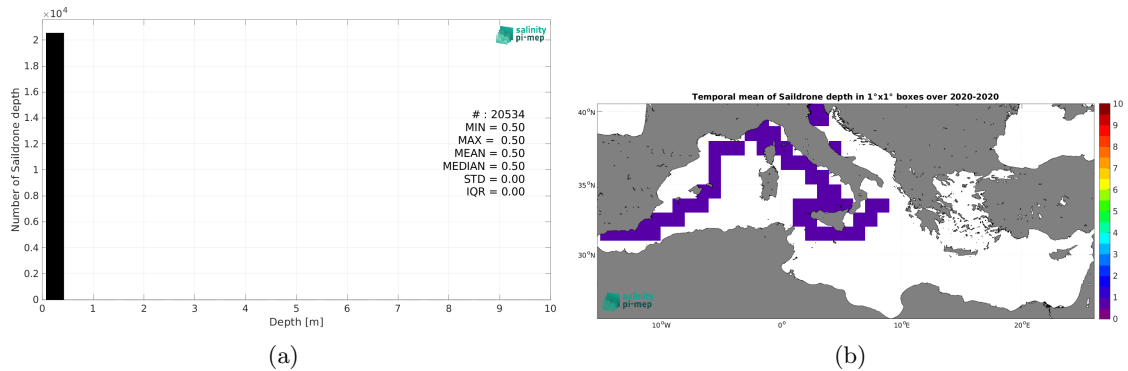 ×10⁴
2
1.8
1.6
1.4
1.2
1
0.8
0.6
0.4
0.2
0
Number of Saildrone depth
0 1 2 3 4 5 6 7 8 9 10
Depth [m]
salinity
pi-mep
# : 20534
MIN = 0.50
MAX = 0.50
MEAN = 0.50
MEDIAN = 0.50
STD = 0.00
IQR = 0.00
(a)
Temporal mean of Saildrone depth in 1°x1° boxes over 2020-2020
40°N
35°N
30°N
10°W 0° 10°E 20°E
salinity
pi-mep
10
9
8
7
6
5
4
3
2
1
0
(b)